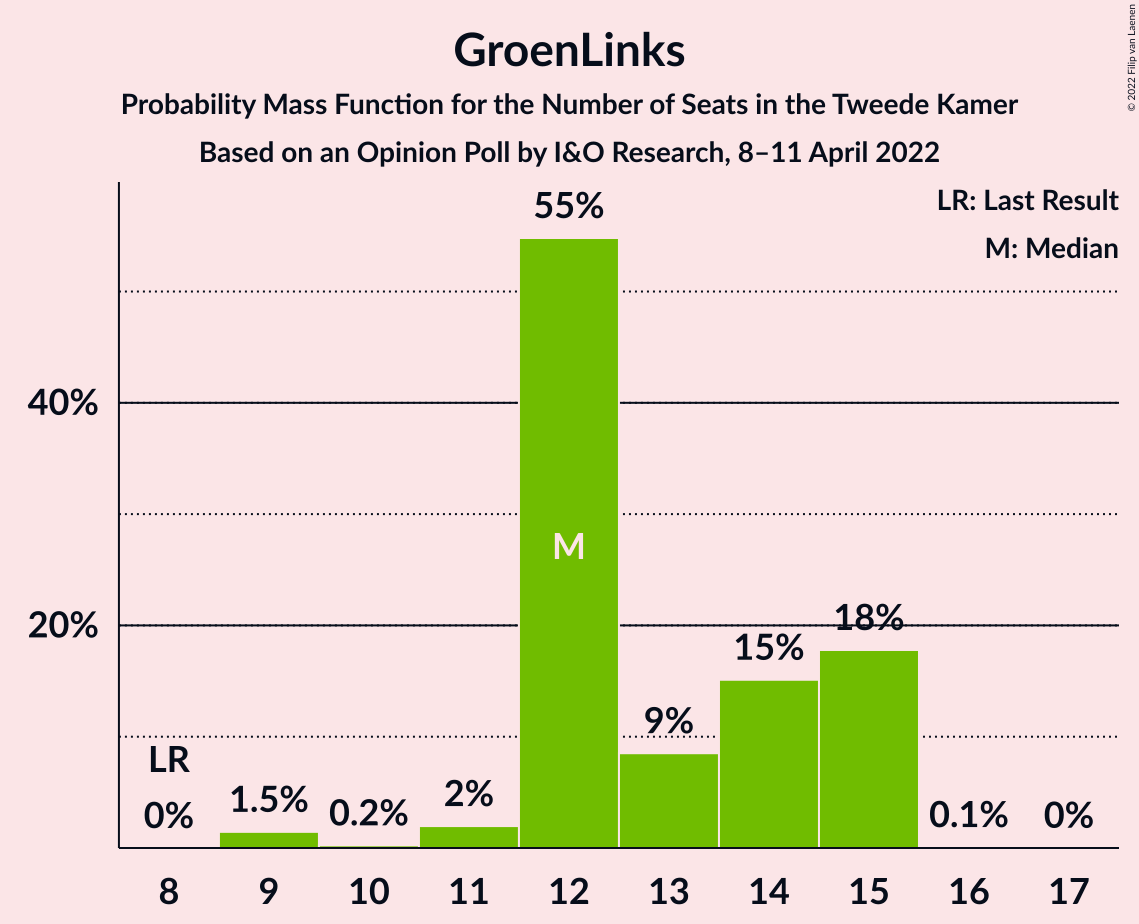 GroenLinks
Probability Mass Function for the Number of Seats in the Tweede Kamer
Based on an Opinion Poll by I&O Research, 8–11 April 2022
© 2022 Filip van Laenen
LR: Last Result
M: Median
55%
40%
M
20%
18%
15%
9%
LR
0%
1.5%
0.2%
2%
0.1%
0%
8 9 10 11 12 13 14 15 16 17